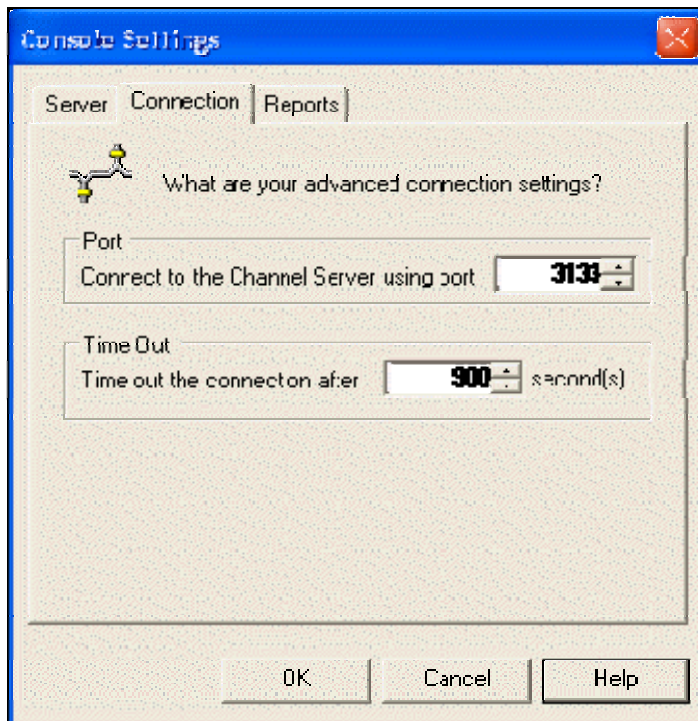 Console Settings
Server Connection Reports
What are your advanced connection settings?
Port
Connect to the Channel Server using port
Time Out
Time out the connection after 900 second(s)
OK Cancel Help